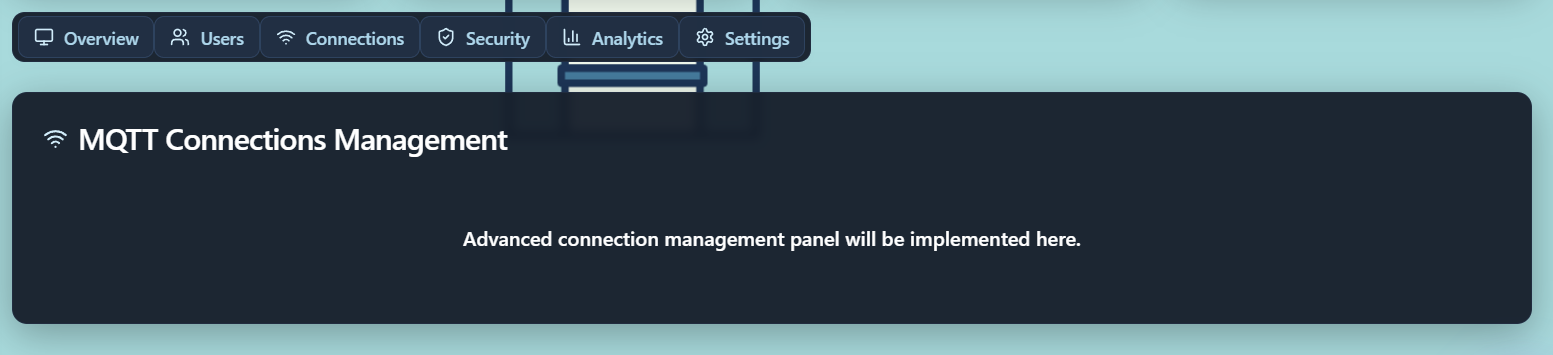 Overview Users Connections Security Analytics Settings
MQTT Connections Management
Advanced connection management panel will be implemented here.